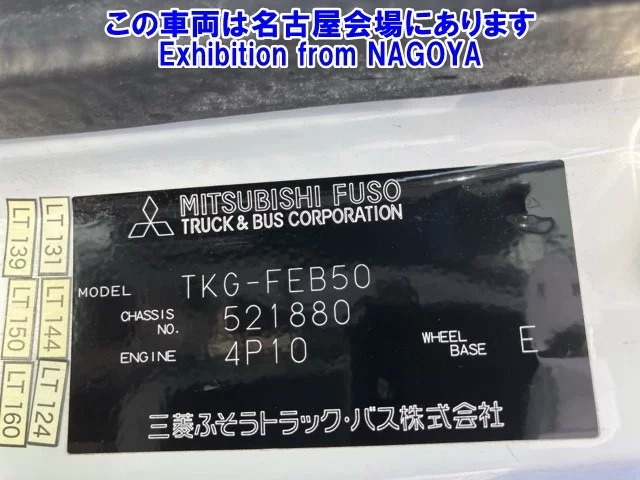 この車両は名古屋会場にあります
Exhibition from NAGOYA
MITSUBISHI FUSO
TRUCK & BUS CORPORATION
MODEL TKG-FEB50
CHASSIS NO. 521880
ENGINE 4P10
WHEEL BASE E
三菱ふそうトラック・バス株式会社
LT 139
LT 131
LT 150
LT 144
LT 160
LT 124